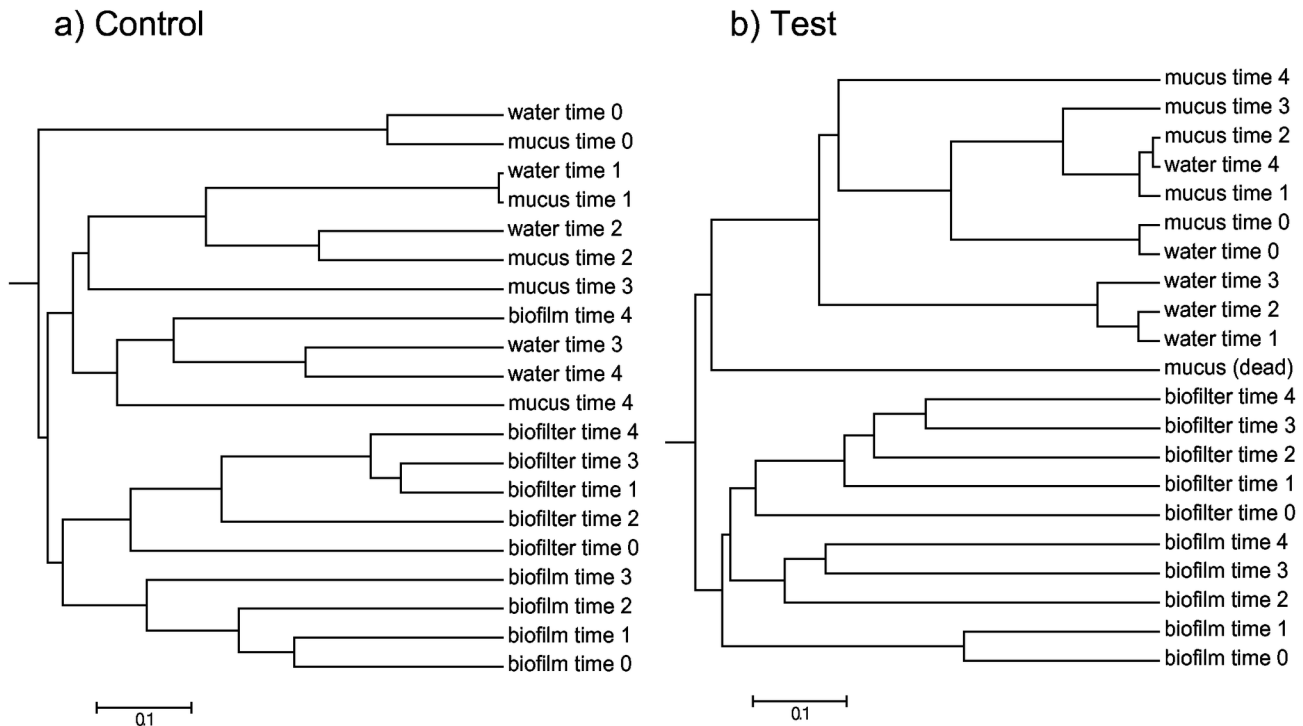 a) Control
water time 0
mucus time 0
water time 1
mucus time 1
water time 2
mucus time 2
mucus time 3
biofilm time 4
water time 3
water time 4
mucus time 4
biofilter time 4
biofilter time 3
biofilter time 1
biofilter time 2
biofilter time 0
biofilm time 3
biofilm time 2
biofilm time 1
biofilm time 0
0.1
b) Test
mucus time 4
mucus time 3
mucus time 2
water time 4
mucus time 1
mucus time 0
water time 0
water time 3
water time 2
water time 1
mucus (dead)
biofilter time 4
biofilter time 3
biofilter time 2
biofilter time 1
biofilter time 0
biofilm time 4
biofilm time 3
biofilm time 2
biofilm time 1
biofilm time 0
0.1